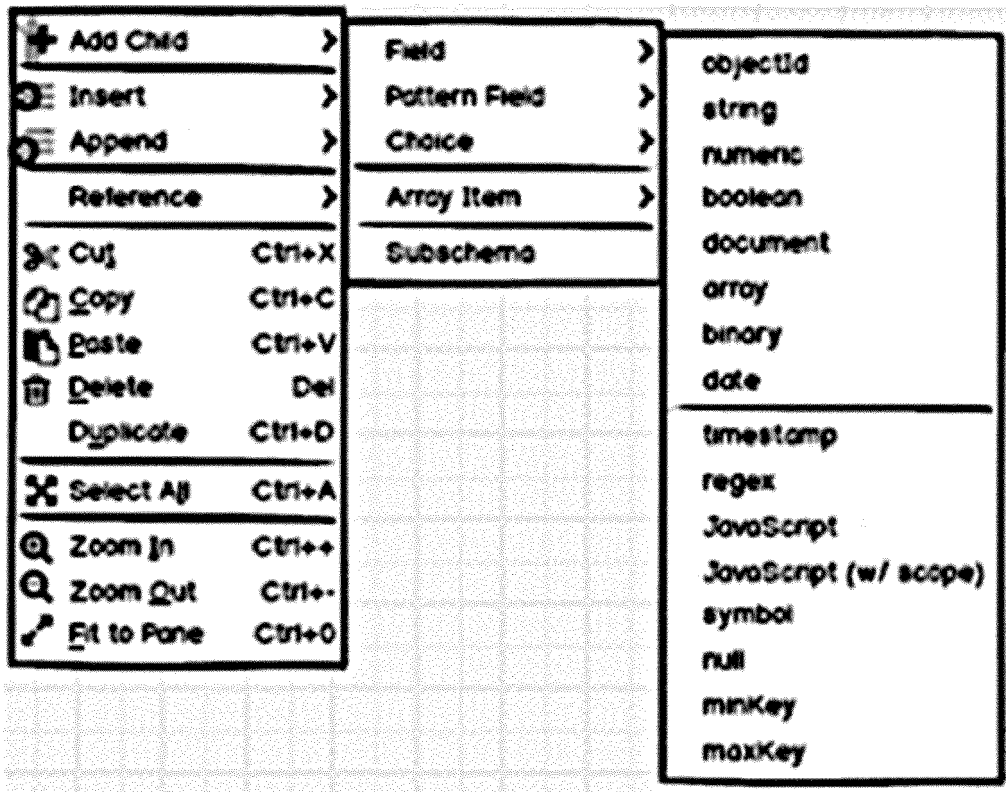 Add Child
Insert
Append
Reference
Cut Ctrl+X
Copy Ctrl+C
Paste Ctrl+V
Delete Del
Duplicate Ctrl+D
Select All Ctrl+A
Zoom In Ctrl++
Zoom Out Ctrl+-
Fit to Pane Ctrl+0
Field
Pattern Field
Choice
Array Item
Subschema
objectId
string
numeric
boolean
document
array
binary
date
timestamp
regex
JavaScript
JavaScript (w/ scope)
symbol
null
minKey
maxKey